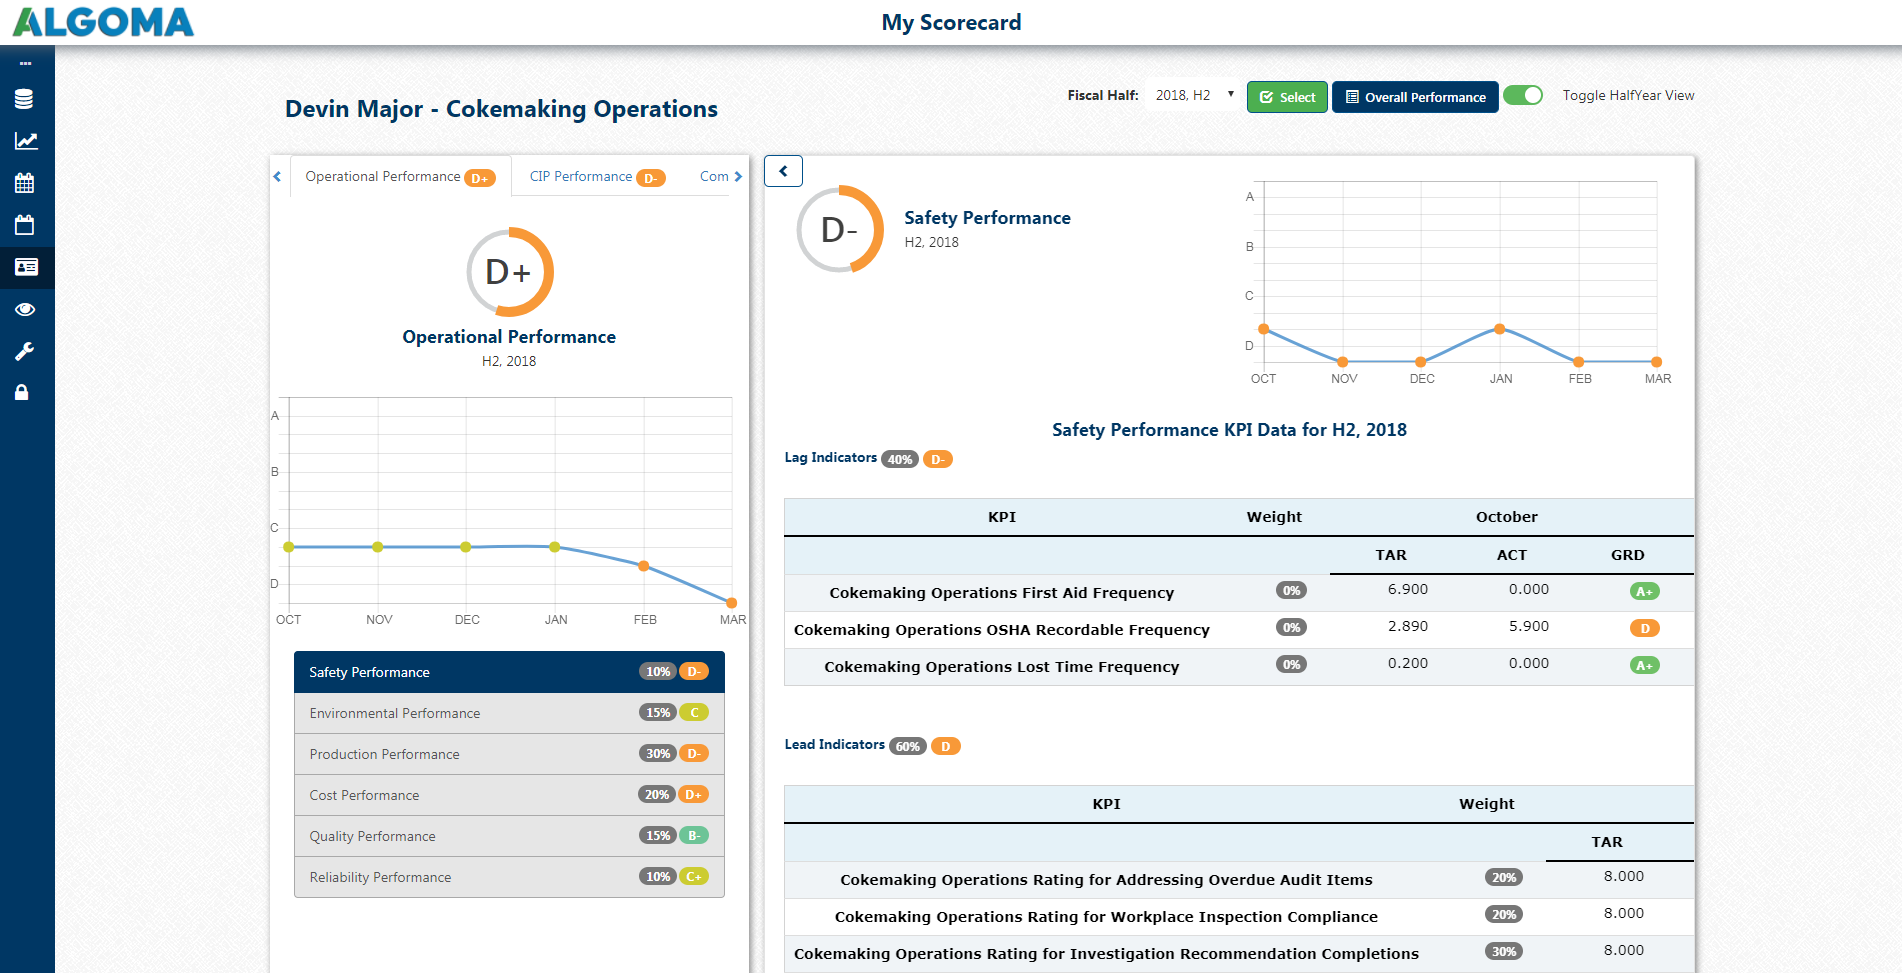 ALGOMA
My Scorecard
Devin Major - Cokemaking Operations
Fiscal Half: 2018, H2 Select Overall Performance Toggle HalfYear View
Operational Performance D+ CIP Performance D- Com
D+
Operational Performance
H2, 2018
A
B
C
D
OCT NOV DEC JAN FEB MAR
Safety Performance 10% D-
Environmental Performance 15% C
Production Performance 30% D-
Cost Performance 20% D+
Quality Performance 15% B-
Reliability Performance 10% C+
D-
Safety Performance
H2, 2018
A
B
C
D
OCT NOV DEC JAN FEB MAR
Safety Performance KPI Data for H2, 2018
Lag Indicators 40% D-
KPI Weight October
TAR ACT GRD
Cokemaking Operations First Aid Frequency 0% 6.900 0.000 A+
Cokemaking Operations OSHA Recordable Frequency 0% 2.890 5.900 D
Cokemaking Operations Lost Time Frequency 0% 0.200 0.000 A+
Lead Indicators 60% D
KPI Weight
TAR
Cokemaking Operations Rating for Addressing Overdue Audit Items 20% 8.000
Cokemaking Operations Rating for Workplace Inspection Compliance 20% 8.000
Cokemaking Operations Rating for Investigation Recommendation Completions 30% 8.000